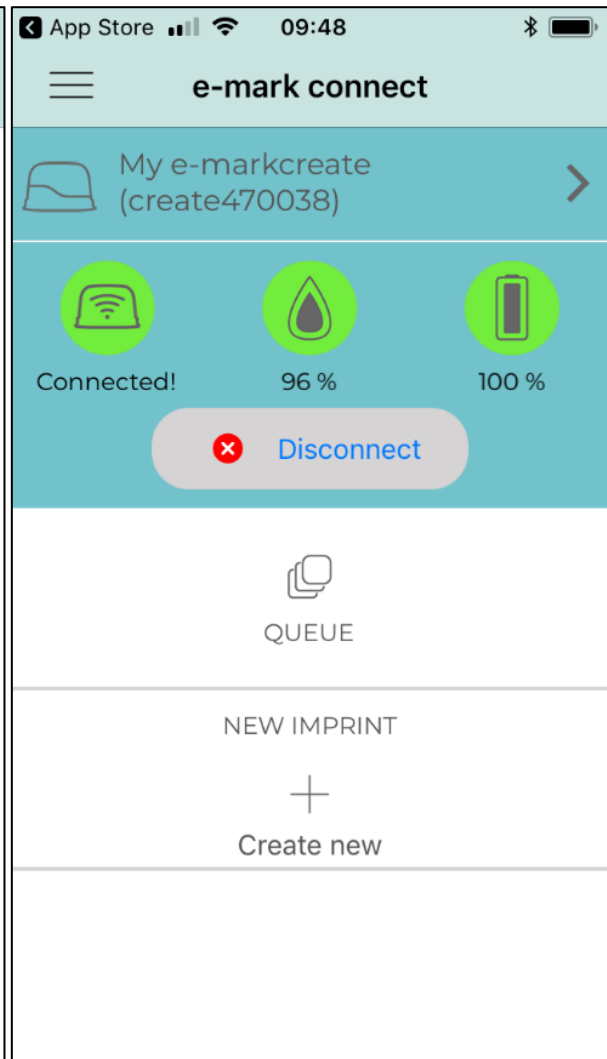 App Store 09:48
e-mark connect
My e-markcreate
(create470038)
Connected! 96 % 100 %
Disconnect
QUEUE
NEW IMPRINT
Create new